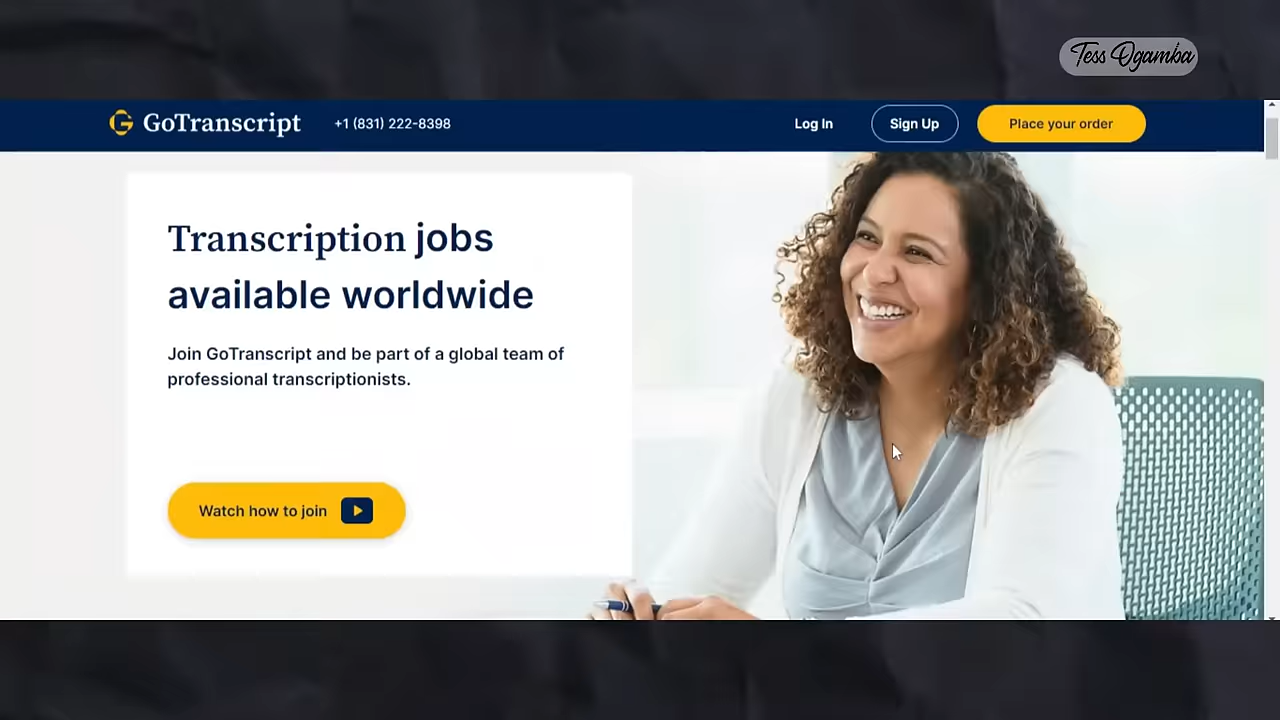 Tess Ogamba
GoTranscript
+1 (831) 222-8398
Log In
Sign Up
Place your order
Transcription jobs
available worldwide
Join GoTranscript and be part of a global team of
professional transcriptionists.
Watch how to join